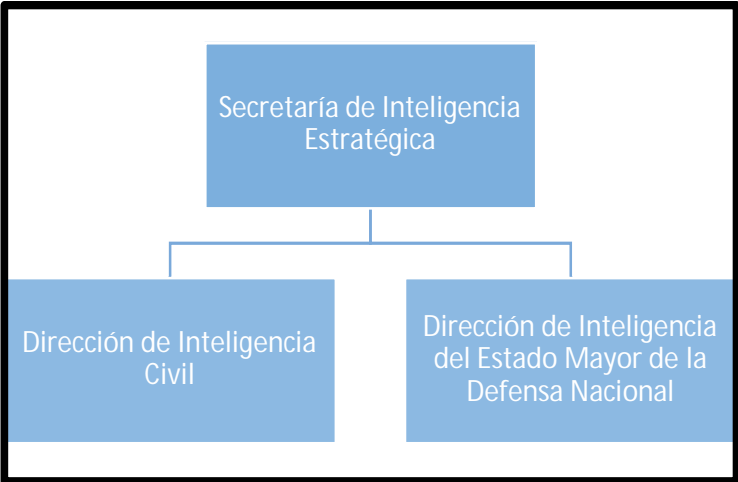 Secretaría de Inteligencia
Estratégica
Dirección de Inteligencia
Civil
Dirección de Inteligencia
del Estado Mayor de la
Defensa Nacional